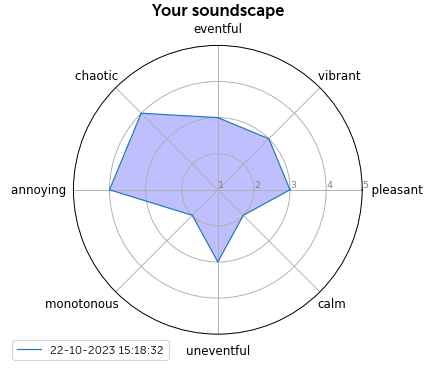 Your soundscape
eventful
chaotic
vibrant
annoying
1 2 3 4 5
pleasant
monotonous
calm
uneventful
22-10-2023 15:18:32